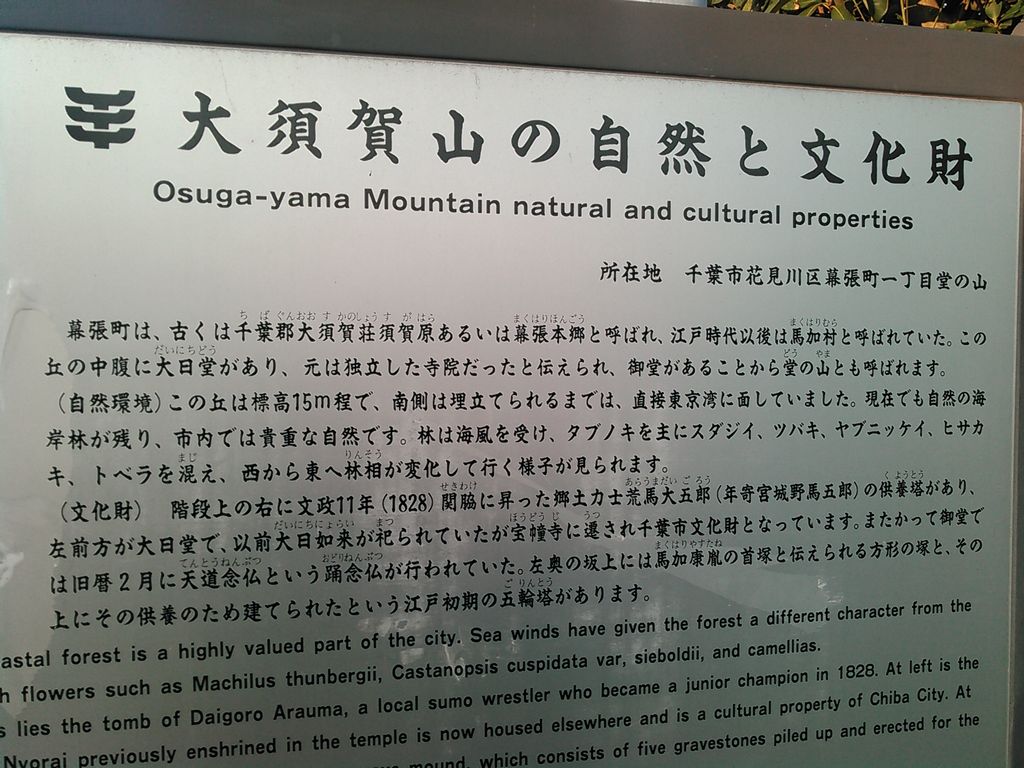 大須賀山の自然と文化財
Osuga-yama Mountain natural and cultural properties
所在地　千葉市花見川区幕張町一丁目堂の山
幕張町は、古くは千葉郡大須賀荘須賀原あるいは幕張本郷と呼ばれ、江戸時代以後は馬加村と呼ばれていた。この
丘の中腹に大日堂があり、元は独立した寺院だったと伝えられ、御堂があることから堂の山とも呼ばれます。
（自然環境）この丘は標高15m程で、南側は埋立てられるまでは、直接東京湾に面していました。現在でも自然の海
岸林が残り、市内では貴重な自然です。林は海風を受け、タブノキを主にスダジイ、ツバキ、ヤブニッケイ、ヒサカ
キ、トベラを混え、西から東へ林相が変化して行く様子が見られます。
（文化財）　階段上の右に文政11年（1828）関脇に昇った郷土力士荒馬大五郎（年寄宮城野馬五郎）の供養塔があり、
左前方が大日堂で、以前大日如来が祀られていたが宝幢寺に遷され千葉市文化財となっています。またかって御堂で
は旧暦２月に天道念仏という踊念仏が行われていた。左奥の坂上には馬加康胤の首塚と伝えられる方形の塚と、その
上にその供養のため建てられたという江戸初期の五輪塔があります。
astal forest is a highly valued part of the city. Sea winds have given the forest a different character from the
h flowers such as Machilus thunbergii, Castanopsis cuspidata var, sieboldii, and camellias.
s lies the tomb of Daigoro Arauma, a local sumo wrestler who became a junior champion in 1828. At left is the
Nyorai previously enshrined in the temple is now housed elsewhere and is a cultural property of Chiba City. At
mound, which consists of five gravestones piled up and erected for the